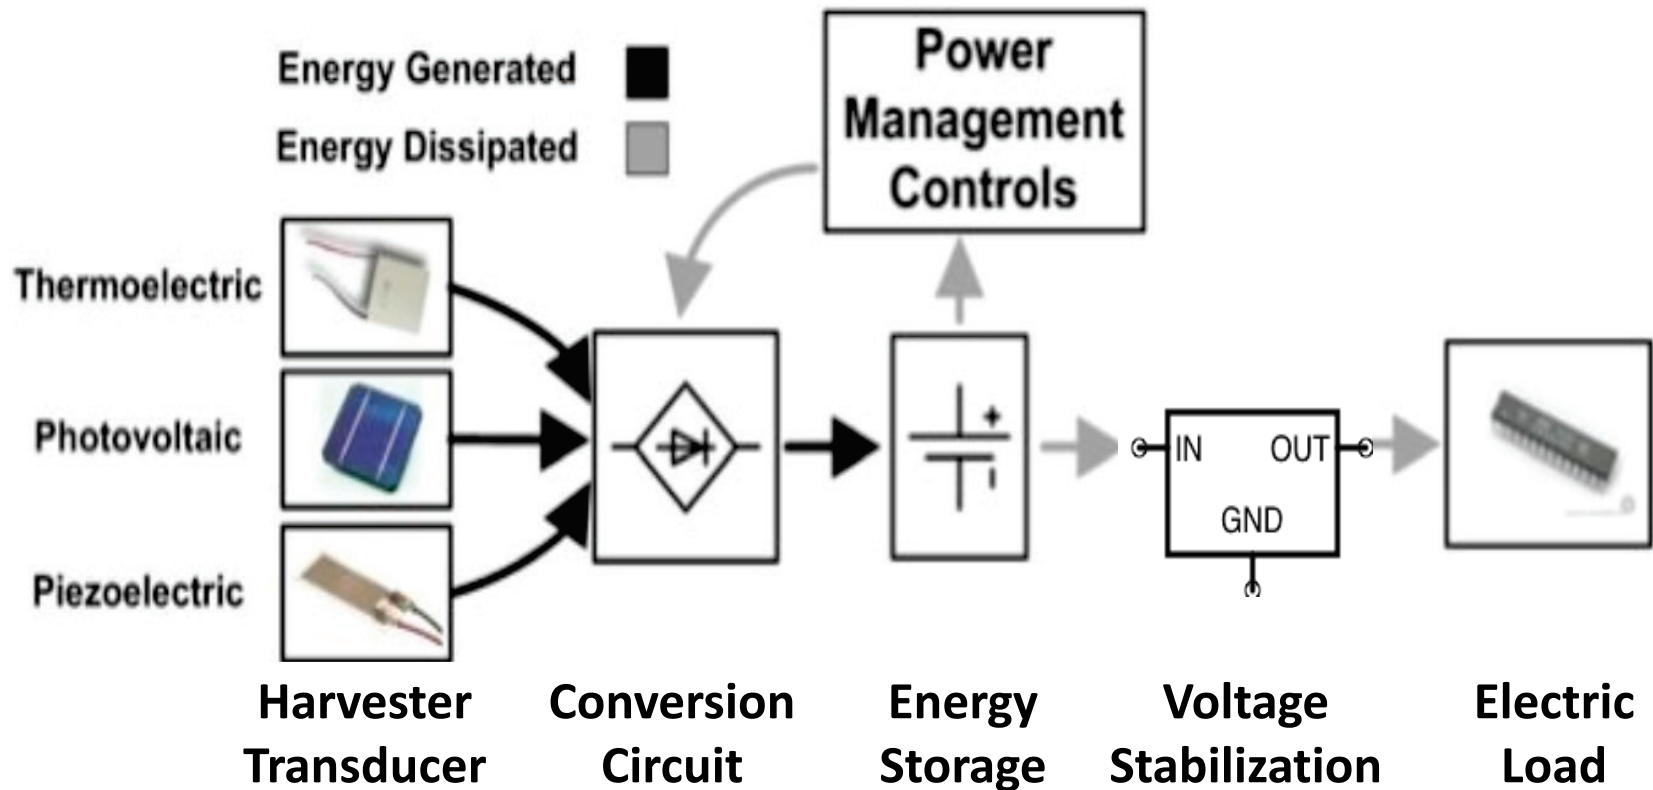 Energy Generated
Energy Dissipated
Power
Management
Controls
Thermoelectric
Photovoltaic
Piezoelectric
+
-
IN
OUT
GND
Harvester
Transducer
Conversion
Circuit
Energy
Storage
Voltage
Stabilization
Electric
Load